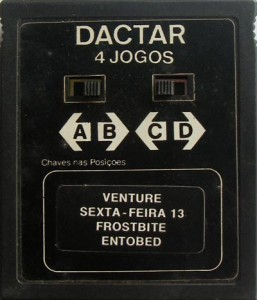 DACTAR
4 JOGOS
A B C D
Chaves nas Posições
VENTURE
SEXTA-FEIRA 13
FROSTBITE
ENTOBED